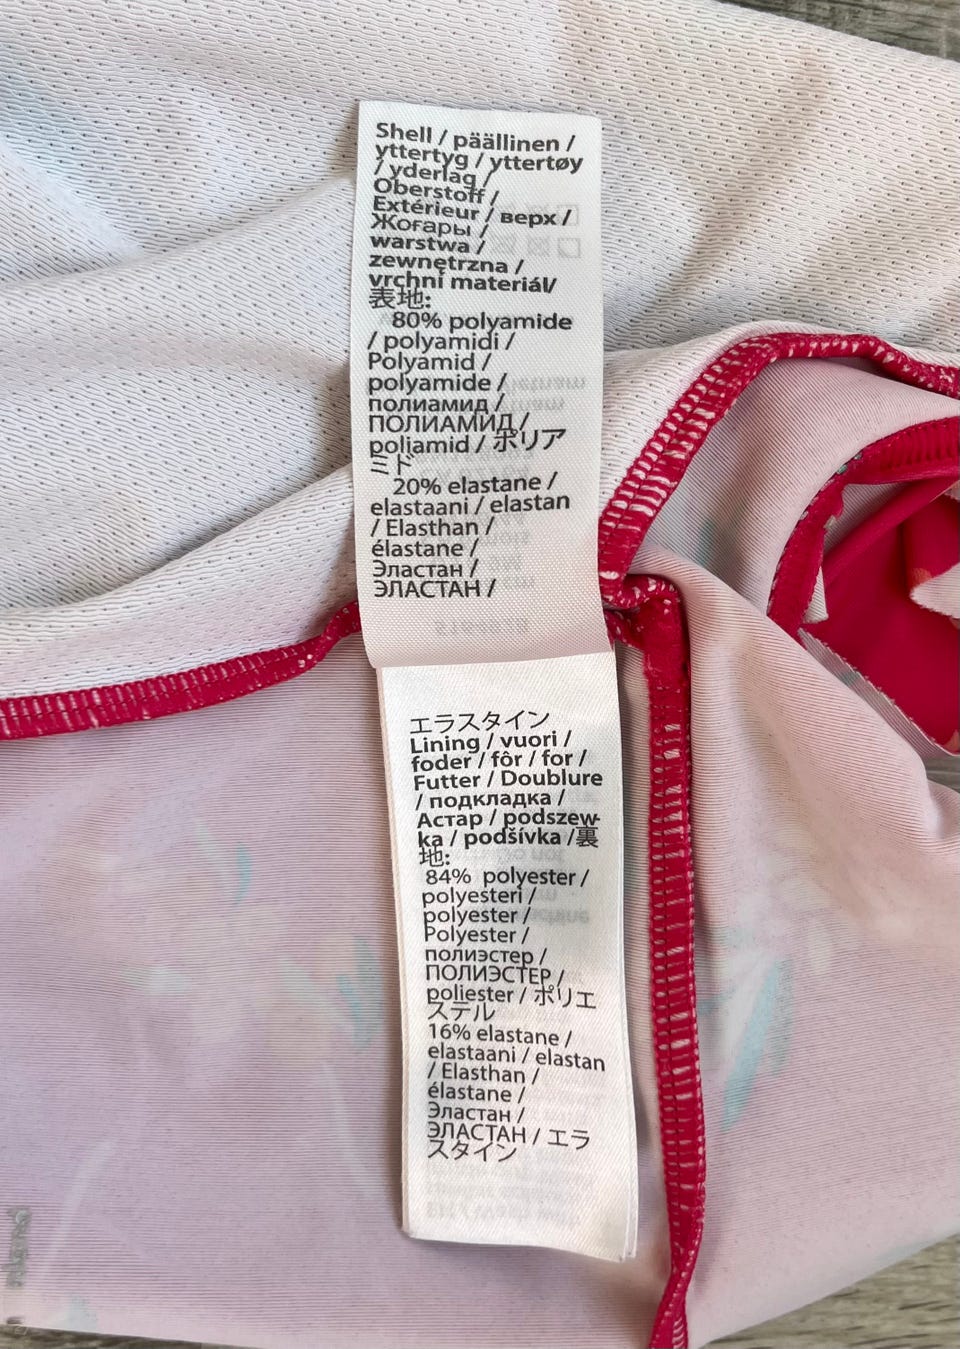 Shell / päällinen /
yttertyg / yttertøy
/ yderlag /
Oberstoff /
Extérieur / верх /
Жоғары /
warstwa /
zewnętrzna /
vrchní materiál/
表地:
80% polyamide
/ polyamidi /
Polyamid /
polyamide /
полиамид /
ПОЛИАМИД /
poliamid / ポリア
ミド
20% elastane /
elastaani / elastan
/ Elasthan /
élastane /
Эластан /
ЭЛАСТАН /
エラスタイン
Lining / vuori /
foder / fôr / for /
Futter / Doublure
/ подкладка /
Астар / podszew-
ka / podšívka /裏
地:
84% polyester /
polyesteri /
polyester /
Polyester /
полиэстер /
ПОЛИЭСТЕР /
poliester / ポリエ
ステル
16% elastane /
elastaani / elastan
/ Elasthan /
élastane /
Эластан /
ЭЛАСТАН / エラ
スタイン